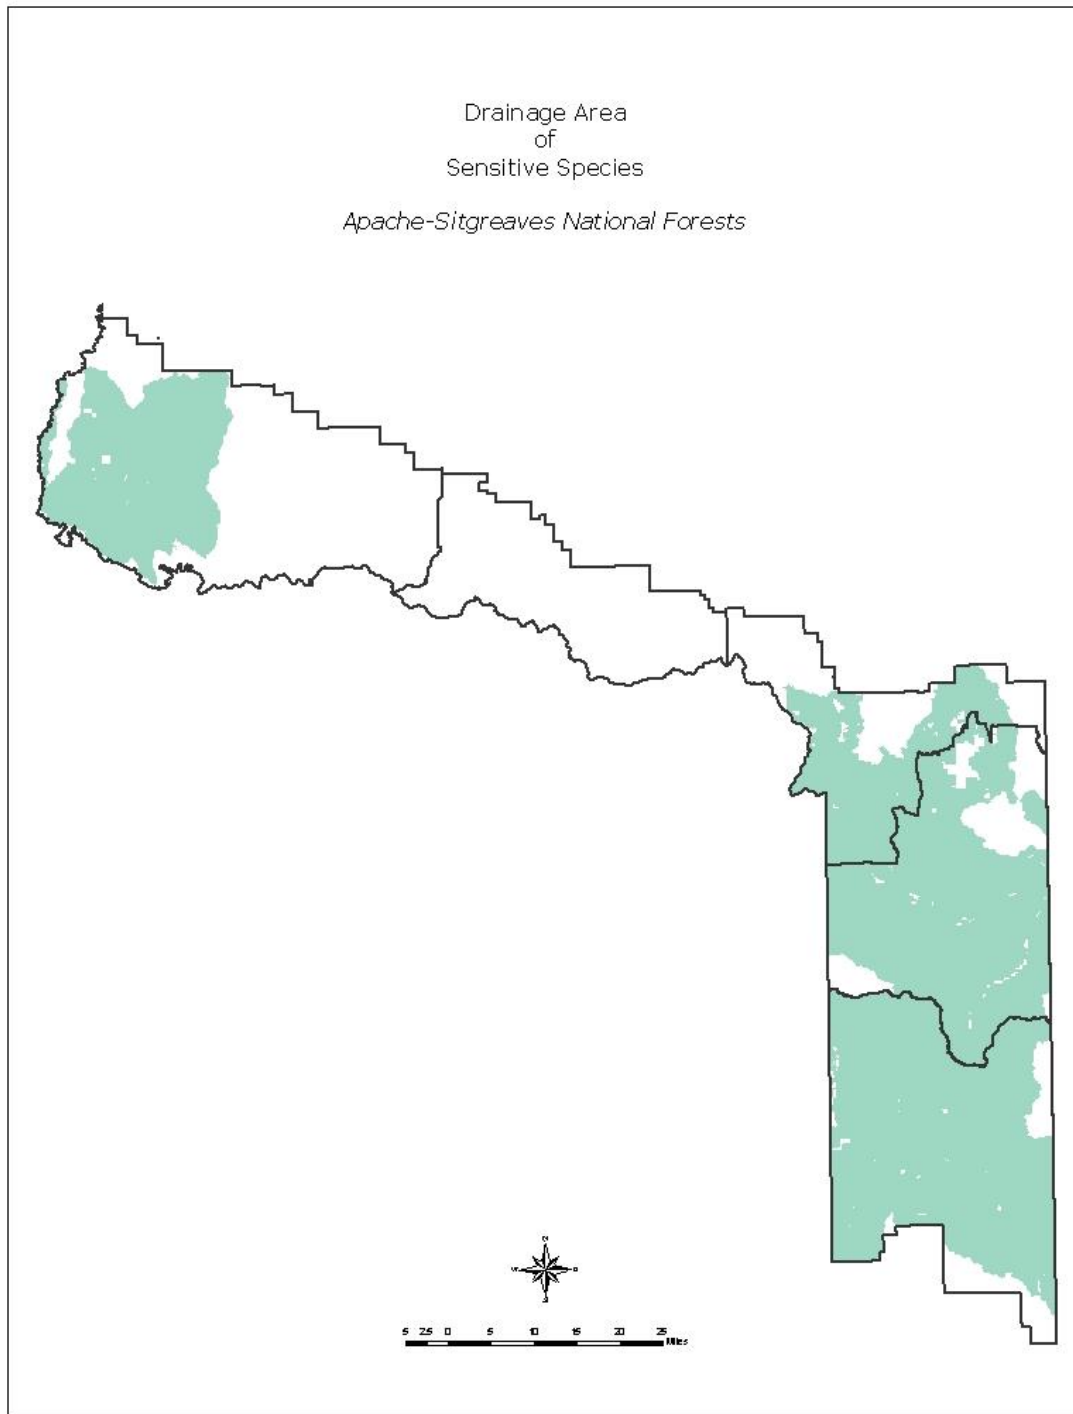 Drainage Area
of
Sensitive Species
Apache-Sitgreaves National Forests
N
S
5 2.5 0 5 10 15 20 25
Miles